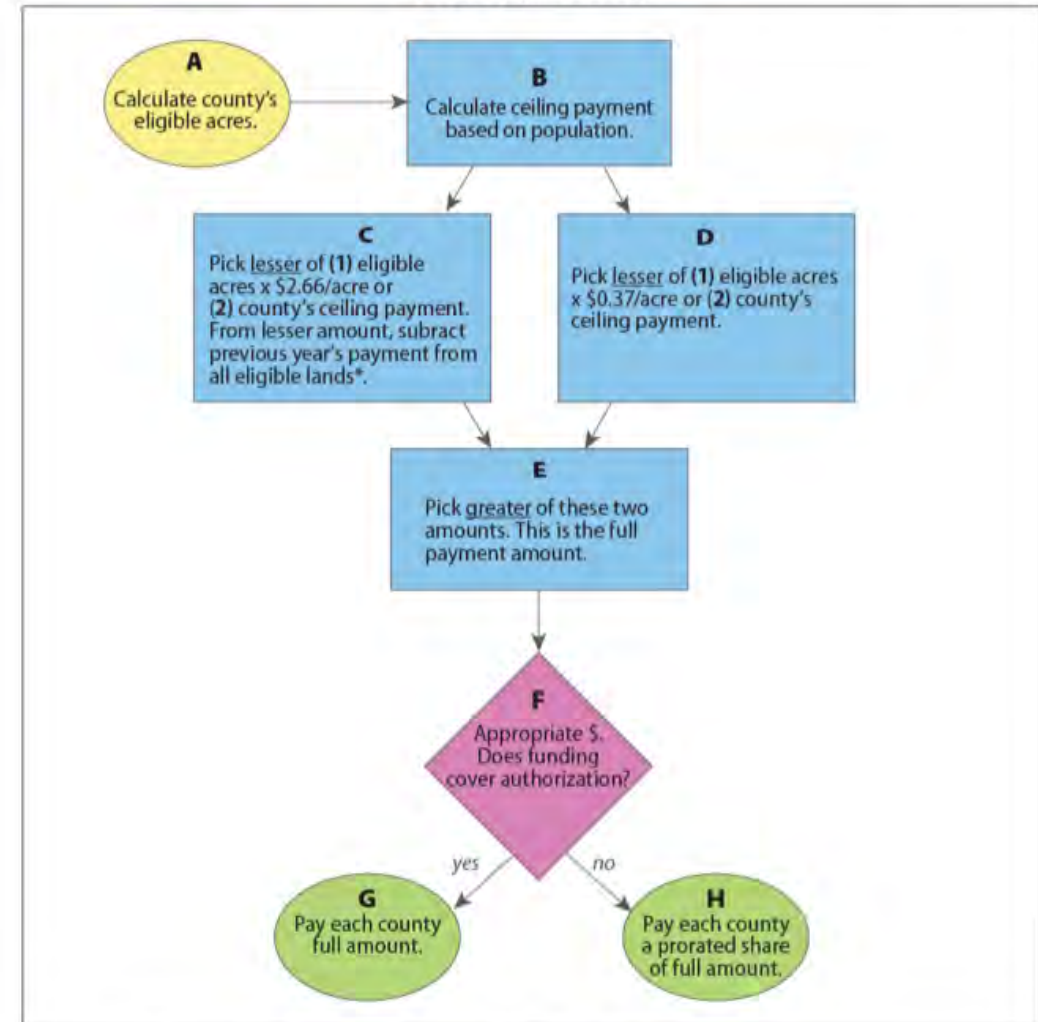 A
Calculate county's
eligible acres.
B
Calculate ceiling payment
based on population.
C
Pick lesser of (1) eligible
acres x $2.66/acre or
(2) county's ceiling payment.
From lesser amount, subract
previous year's payment from
all eligible lands*.
D
Pick lesser of (1) eligible acres
x $0.37/acre or (2) county's
ceiling payment.
E
Pick greater of these two
amounts. This is the full
payment amount.
F
Appropriate $.
Does funding
cover authorization?
yes
no
G
Pay each county
full amount.
H
Pay each county
a prorated share
of full amount.